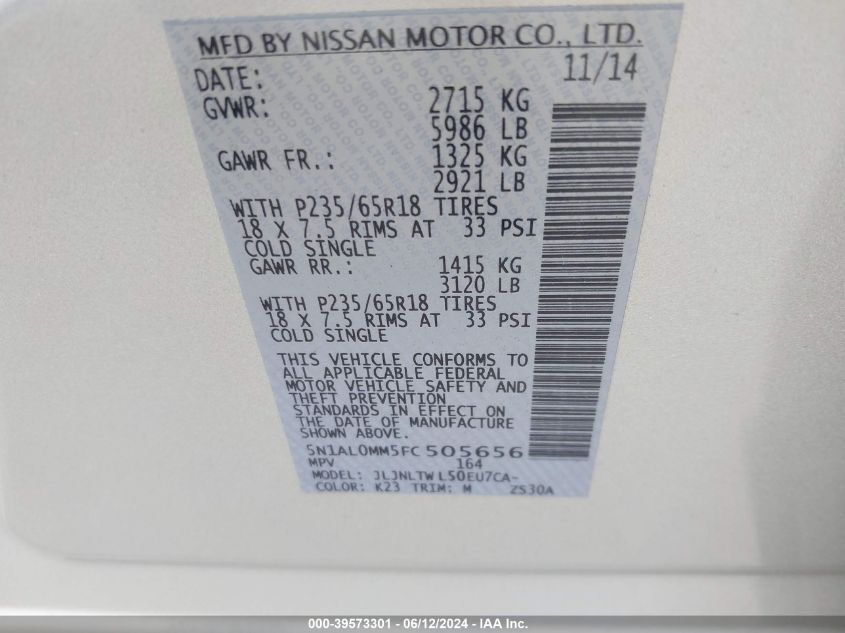 MFD BY NISSAN MOTOR CO., LTD.
DATE: 11/14
GVWR: 2715 KG
5986 LB
GAWR FR.: 1325 KG
2921 LB
WITH P235/65R18 TIRES
18 X 7.5 RIMS AT 33 PSI
COLD SINGLE
GAWR RR.: 1415 KG
3120 LB
WITH P235/65R18 TIRES
18 X 7.5 RIMS AT 33 PSI
COLD SINGLE
THIS VEHICLE CONFORMS TO
ALL APPLICABLE FEDERAL
MOTOR VEHICLE SAFETY AND
THEFT PREVENTION
STANDARDS IN EFFECT ON
THE DATE OF MANUFACTURE
SHOWN ABOVE.
5N1AL0MM5FC505656
MPV 164
MODEL: JLJNLTWL50EU7CA-
COLOR: K23 TRIM: M ZS30A
000-39573301 - 06/12/2024 - IAA Inc.